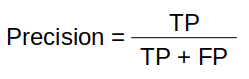 Precision = TP / TP + FP